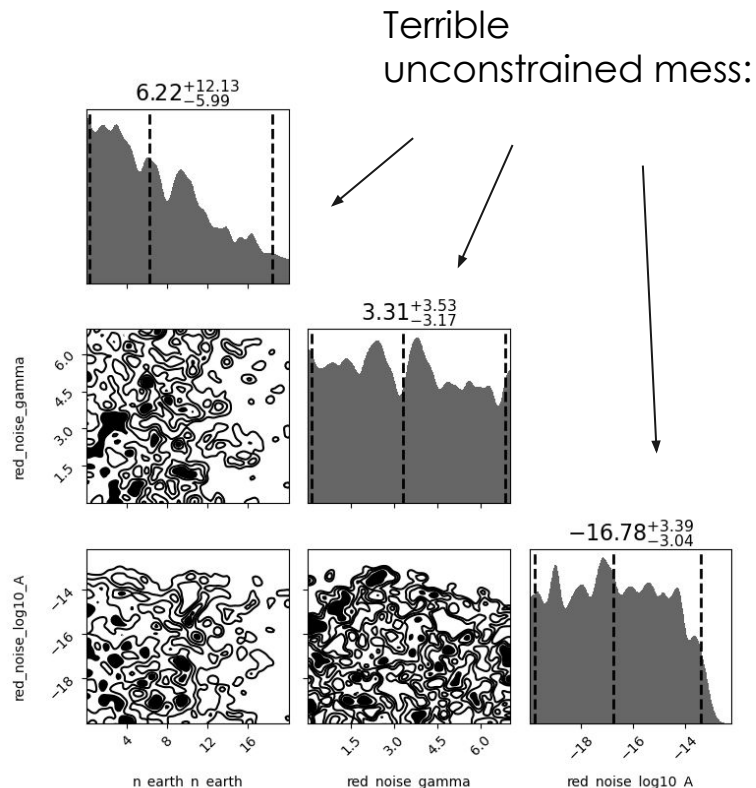 Terrible
unconstrained mess:
6.22+12.13−5.99
3.31+3.53−3.17
red_noise_gamma
6.0
4.5
3.0
1.5
−16.78+3.39−3.04
red_noise_log10_A
−14
−16
−18
4 8 12 16
1.5 3.0 4.5 6.0
−18 −16 −14
n_earth_n_earth red_noise_gamma red_noise_log10_A